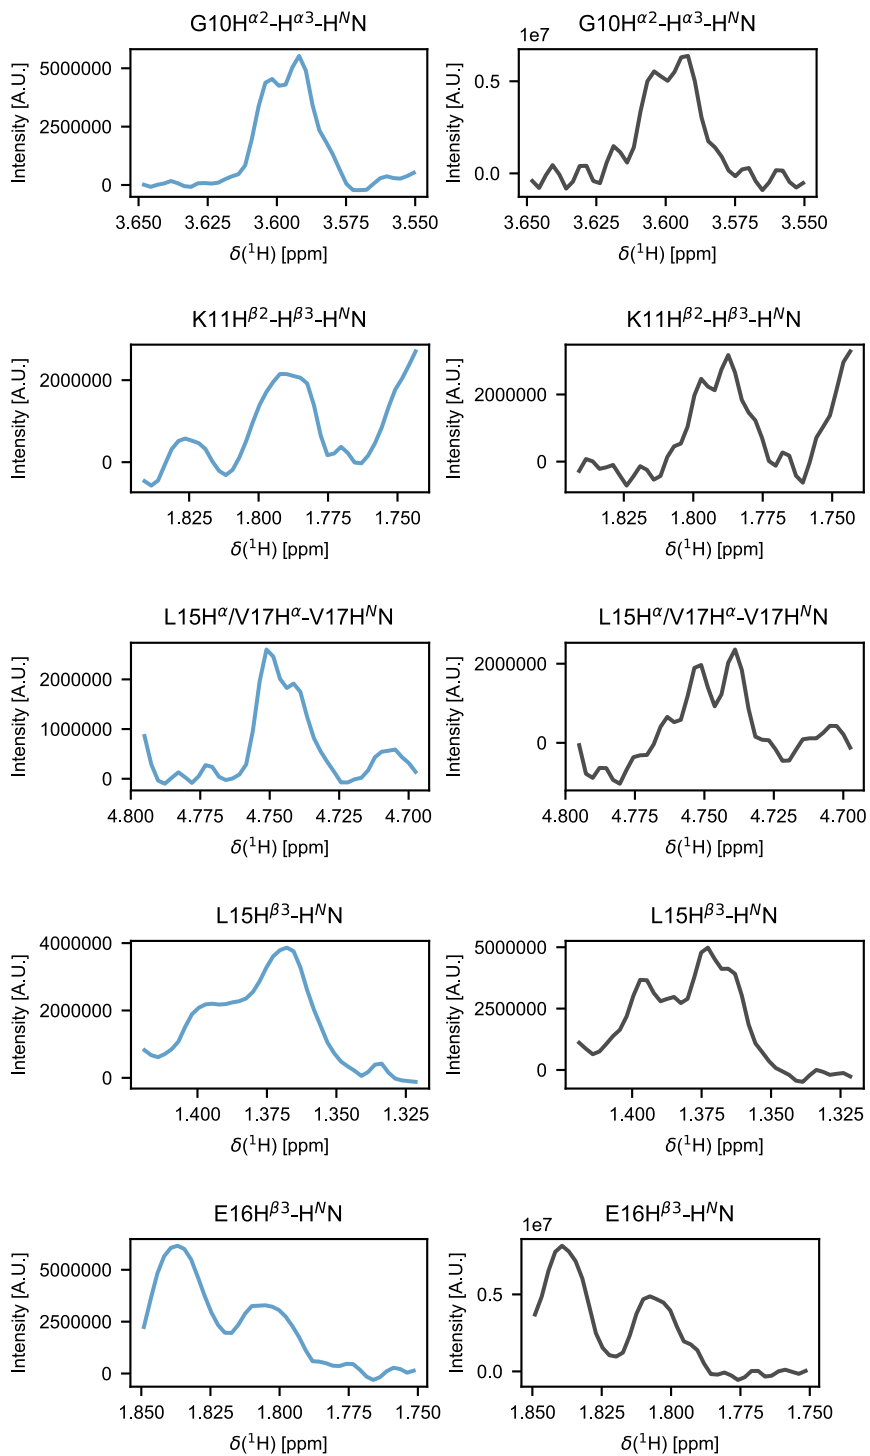 G10Hα2-Hα3-HNN
G10Hα2-Hα3-HNN
1e7
Intensity [A.U.]
5000000
2500000
0
3.650 3.625 3.600 3.575 3.550
δ(1H) [ppm]
Intensity [A.U.]
0.5
0.0
3.650 3.625 3.600 3.575 3.550
δ(1H) [ppm]
K11Hβ2-Hβ3-HNN
K11Hβ2-Hβ3-HNN
Intensity [A.U.]
2000000
0
1.825 1.800 1.775 1.750
δ(1H) [ppm]
Intensity [A.U.]
2000000
0
1.825 1.800 1.775 1.750
δ(1H) [ppm]
L15Hα/V17Hα-V17HNN
L15Hα/V17Hα-V17HNN
Intensity [A.U.]
2000000
1000000
0
4.800 4.775 4.750 4.725 4.700
δ(1H) [ppm]
Intensity [A.U.]
2000000
0
4.800 4.775 4.750 4.725 4.700
δ(1H) [ppm]
L15Hβ3-HNN
L15Hβ3-HNN
Intensity [A.U.]
4000000
2000000
0
1.400 1.375 1.350 1.325
δ(1H) [ppm]
Intensity [A.U.]
5000000
2500000
0
1.400 1.375 1.350 1.325
δ(1H) [ppm]
E16Hβ3-HNN
E16Hβ3-HNN
1e7
Intensity [A.U.]
5000000
2500000
0
1.850 1.825 1.800 1.775 1.750
δ(1H) [ppm]
Intensity [A.U.]
0.5
0.0
1.850 1.825 1.800 1.775 1.750
δ(1H) [ppm]